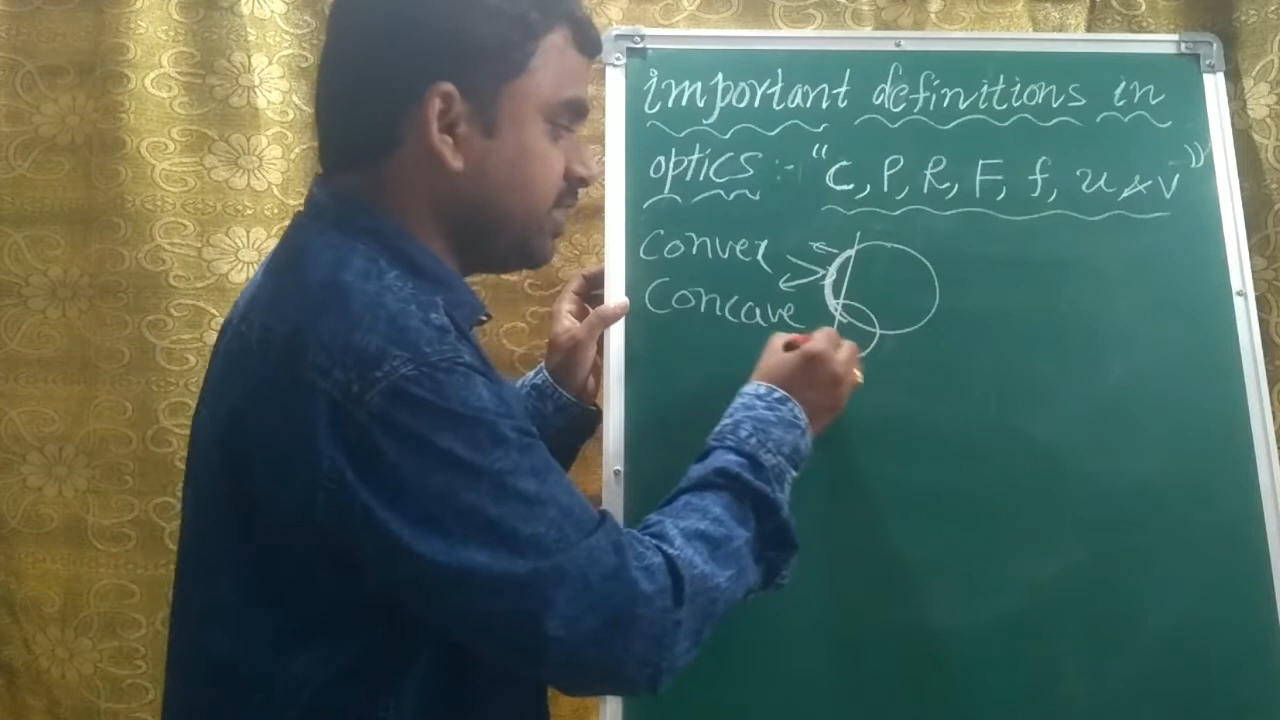 important definitions in
optics :- "C, P, R, F, f, u, & v"
Convex
Concave